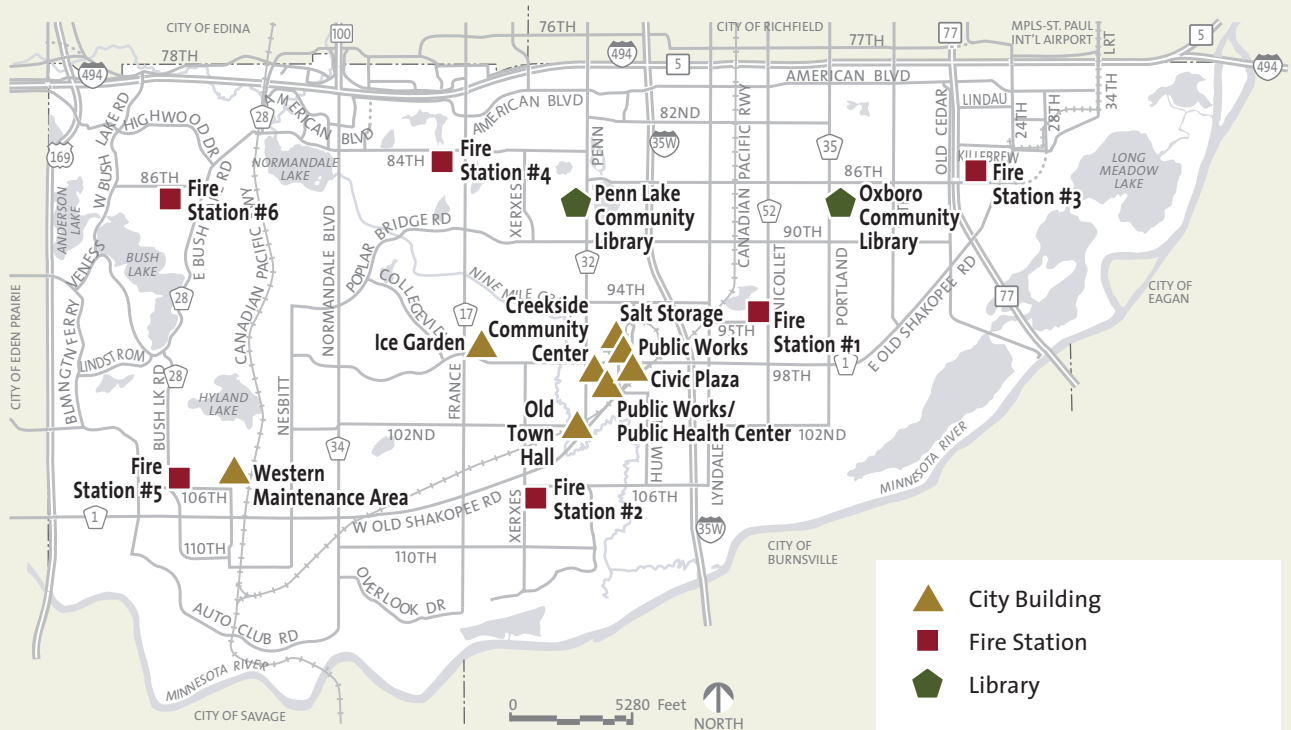 CITY OF EDINA
76TH
CITY OF RICHFIELD
MPLS-ST. PAUL
INT'L AIRPORT
100
77
5
LRT
78TH
77TH
494
494
5
494
AMERICAN BLVD
34TH
W BUSH LAKE RD
HIGHWOOD DR
28
AMERICAN BLVD
AMERICAN BLVD
82ND
LINDAU
24TH
28TH
OLD CEDAR
169
35W
35
CANADIAN PACIFIC RWY
PENN
NORMANDALE
LAKE
84TH
Fire
Station #4
86TH
KILLEBREW
LONG
MEADOW
LAKE
86TH
Fire
Station #6
Fire
Station #3
ANDERSON
LAKE
XERXES
Penn Lake
Community
Library
52
Oxboro
Community
Library
POPLAR BRIDGE RD
90TH
BUSH
LAKE
32
NICOLLET
PORTLAND
E OLD SHAKOPEE RD
CITY OF
EAGAN
28
NORMANDALE BLVD
NINE MILE
94TH
77
CANADIAN PACIFIC
17
Creekside
Community
Center
Salt Storage
95TH
Fire
Station #1
Ice Garden
Public Works
1
CITY OF EDEN PRAIRIE
LINDSTROM
28
Civic Plaza
98TH
BUSH LK RD
HYLAND
LAKE
NESBITT
FRANCE
Old
Town
Hall
Public Works/
Public Health Center
102ND
102ND
34
MINNESOTA RIVER
Fire
Station #5
Western
Maintenance Area
LYNDALE
106TH
Fire
Station #2
106TH
XERXES
1
W OLD SHAKOPEE RD
35W
110TH
110TH
CITY OF
BURNSVILLE
OVERLOOK DR
AUTO CLUB RD
MINNESOTA RIVER
CITY OF SAVAGE
0
5280 Feet
NORTH
City Building
Fire Station
Library